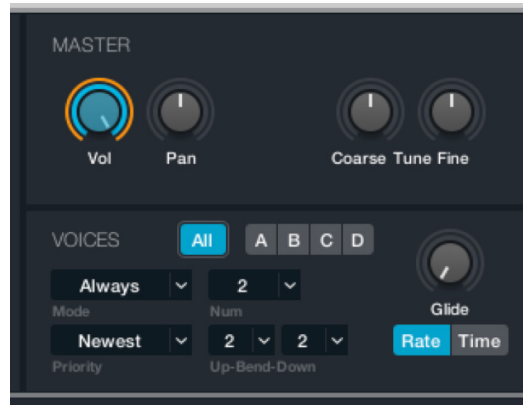 MASTER
Vol Pan Coarse Tune Fine
VOICES All A B C D
Always 2
Mode Num Glide
Newest 2 2 Rate Time
Priority Up-Bend-Down